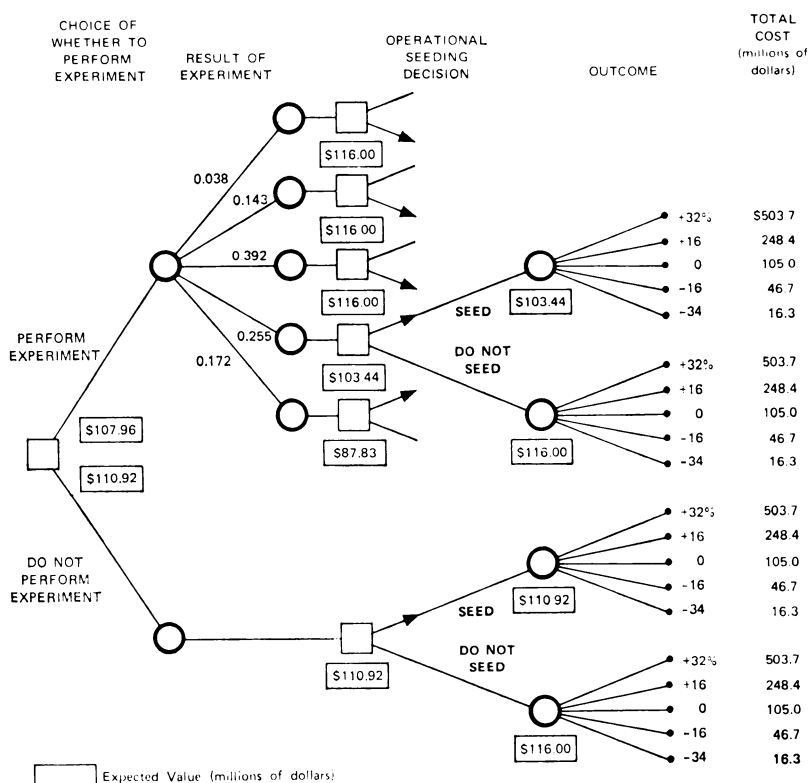 CHOICE OF
WHETHER TO
PERFORM
EXPERIMENT
RESULT OF
EXPERIMENT
OPERATIONAL
SEEDING
DECISION
OUTCOME
TOTAL
COST
(millions of
dollars)
$116.00
0.038
$116.00
0.143
$116.00
0.392
$103.44
0.255
$87.83
0.172
SEED
$103.44
+32% $503.7
+16 248.4
0 105.0
-16 46.7
-34 16.3
DO NOT
SEED
$116.00
+32% 503.7
+16 248.4
0 105.0
-16 46.7
-34 16.3
PERFORM
EXPERIMENT
$107.96
$110.92
DO NOT
PERFORM
EXPERIMENT
$110.92
SEED
$110.92
+32% 503.7
+16 248.4
0 105.0
-16 46.7
-34 16.3
DO NOT
SEED
$116.00
+32% 503.7
+16 248.4
0 105.0
-16 46.7
-34 16.3
Expected Value (millions of dollars)